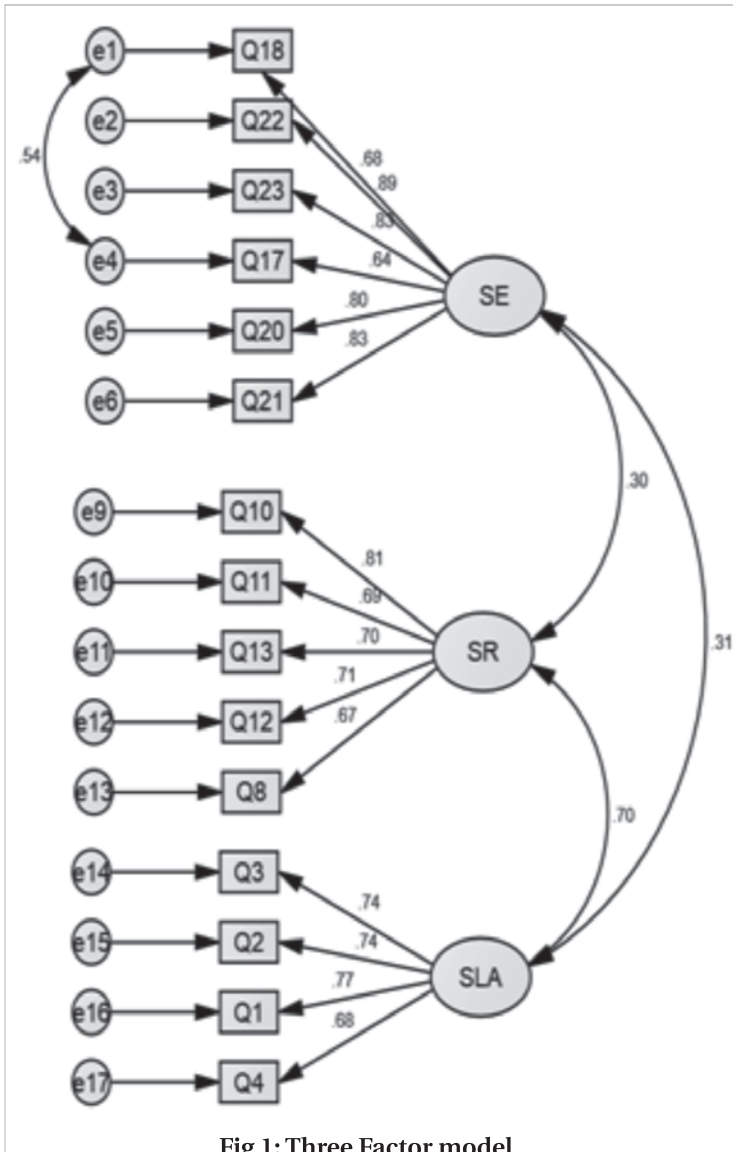 e1 Q18
e2 Q22
.68
.54
.89
e3 Q23
.83
e4 Q17
.64
SE
.80
e5 Q20
.83
e6 Q21
.30
e9 Q10
.81
e10 Q11
.69
.70
.31
e11 Q13 SR
.71
e12 Q12
.67
e13 Q8
.70
e14 Q3
.74
e15 Q2
.74
.77
SLA
e16 Q1
.68
e17 Q4
Fig 1: Three Factor model